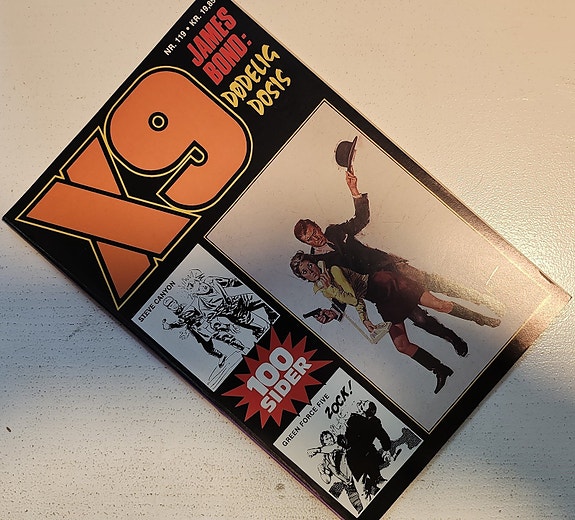 NR. 119 • KR. 19,85
JAMES
BOND:
DØDELIG
DOSIS
X9
STEVE CANYON
100
SIDER
GREEN FORCE FIVE
ZOCK!